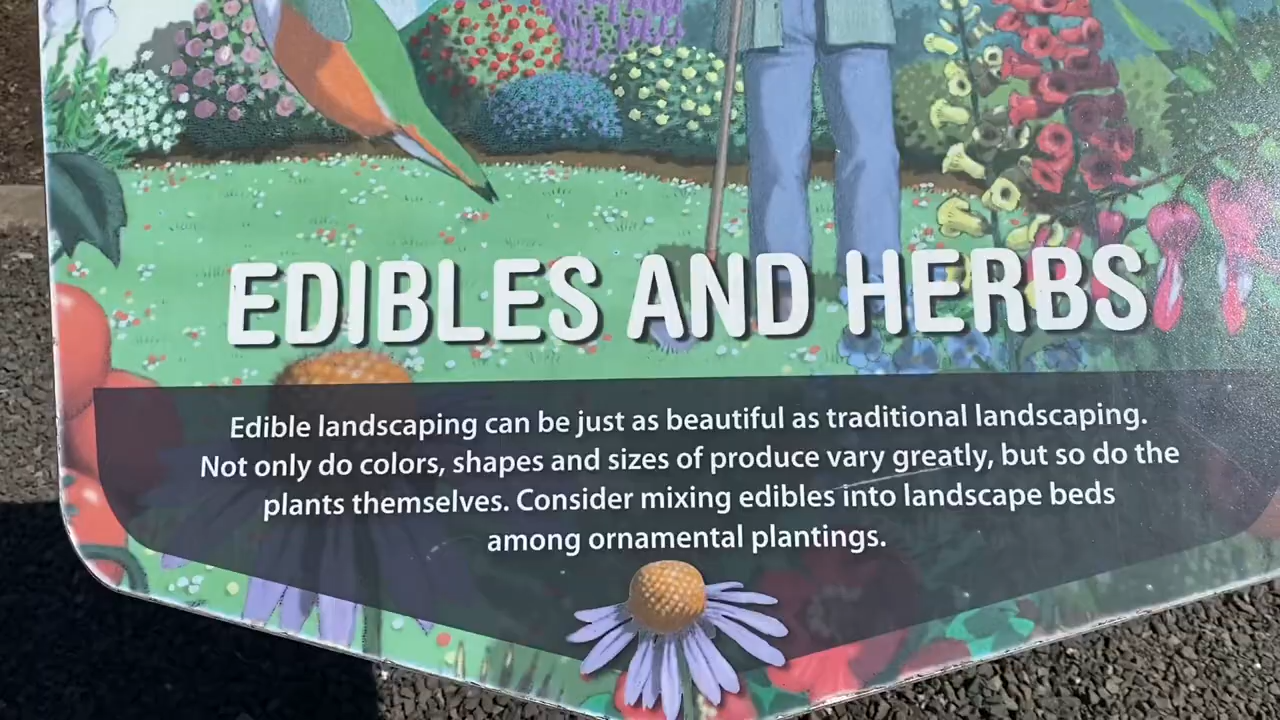 EDIBLES AND HERBS
Edible landscaping can be just as beautiful as traditional landscaping.
Not only do colors, shapes and sizes of produce vary greatly, but so do the
plants themselves. Consider mixing edibles into landscape beds
among ornamental plantings.